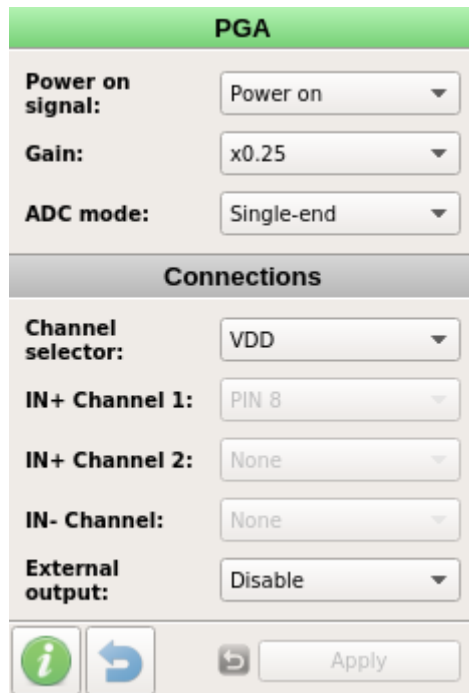 PGA
Power on
signal:
Power on
Gain:
x0.25
ADC mode:
Single-end
Connections
Channel
selector:
VDD
IN+ Channel 1:
PIN 8
IN+ Channel 2:
None
IN- Channel:
None
External
output:
Disable
i
Apply